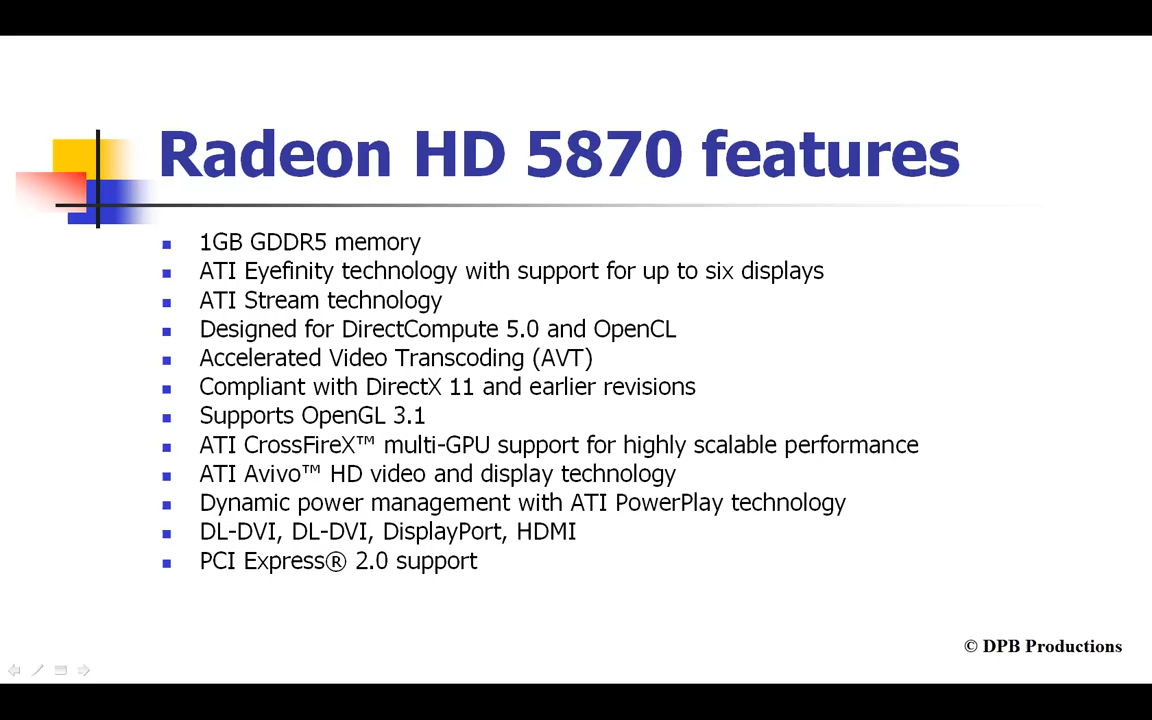 Radeon HD 5870 features
1GB GDDR5 memory
ATI Eyefinity technology with support for up to six displays
ATI Stream technology
Designed for DirectCompute 5.0 and OpenCL
Accelerated Video Transcoding (AVT)
Compliant with DirectX 11 and earlier revisions
Supports OpenGL 3.1
ATI CrossFireX™ multi-GPU support for highly scalable performance
ATI Avivo™ HD video and display technology
Dynamic power management with ATI PowerPlay technology
DL-DVI, DL-DVI, DisplayPort, HDMI
PCI Express® 2.0 support
© DPB Productions